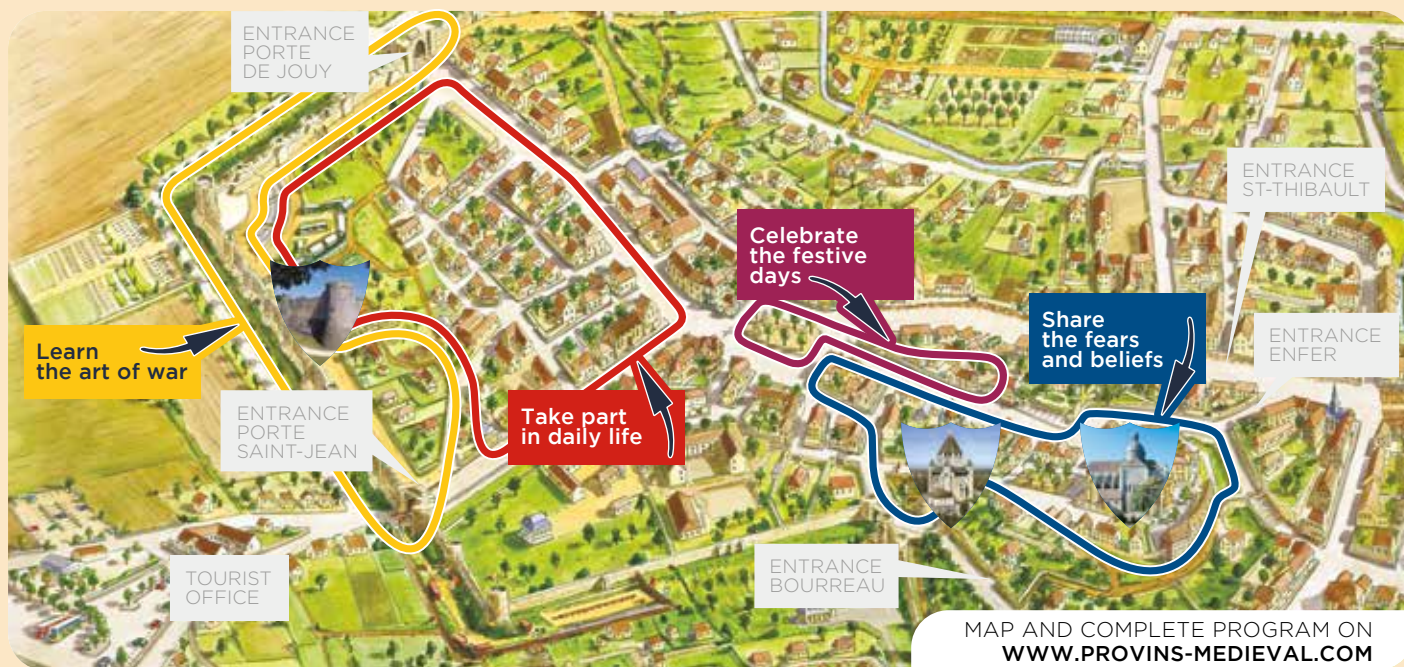 ENTRANCE
PORTE
DE JOUY
ENTRANCE
ST-THIBAULT
Celebrate
the festive
days
Share
the fears
and beliefs
ENTRANCE
ENFER
Learn
the art of war
Take part
in daily life
ENTRANCE
PORTE
SAINT-JEAN
TOURIST
OFFICE
ENTRANCE
BOURREAU
MAP AND COMPLETE PROGRAM ON
WWW.PROVINS-MEDIEVAL.COM